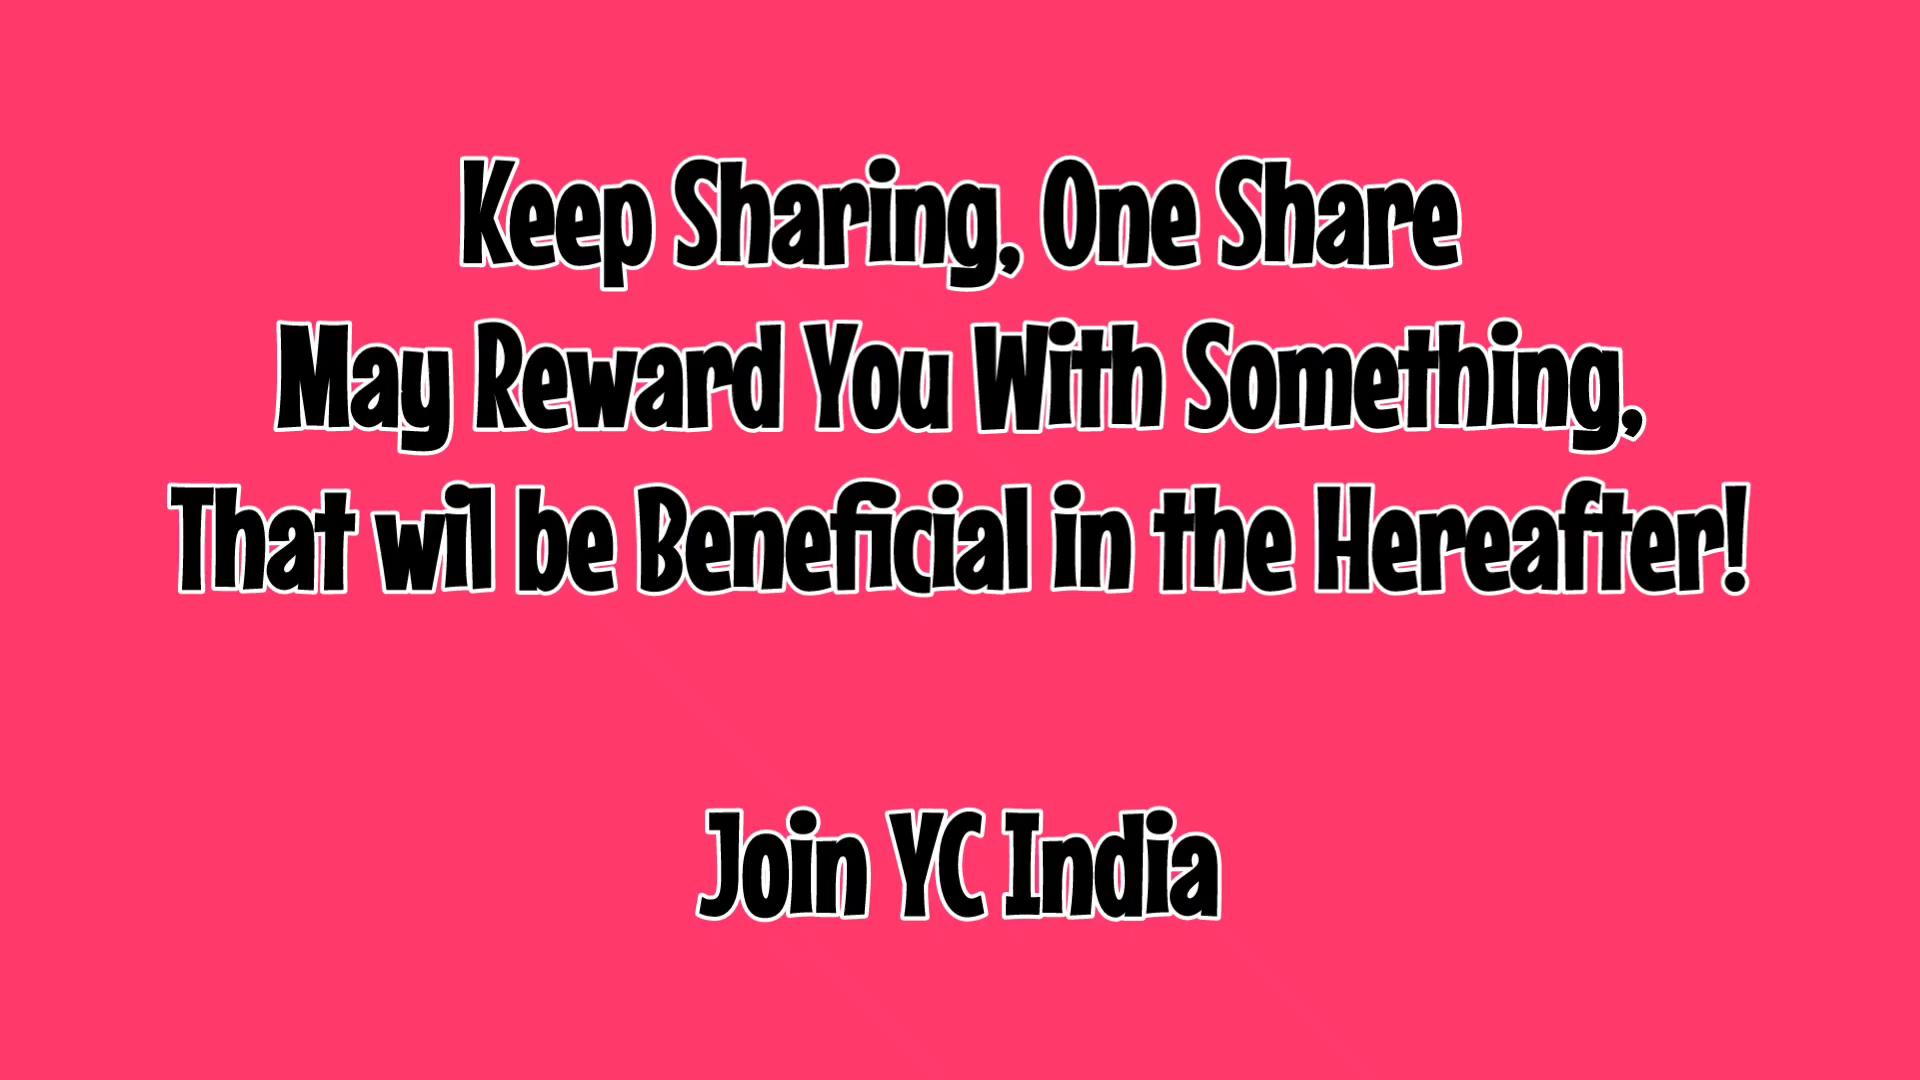 Keep Sharing, One Share
May Reward You With Something,
That wil be Beneficial in the Hereafter!
Join YC India